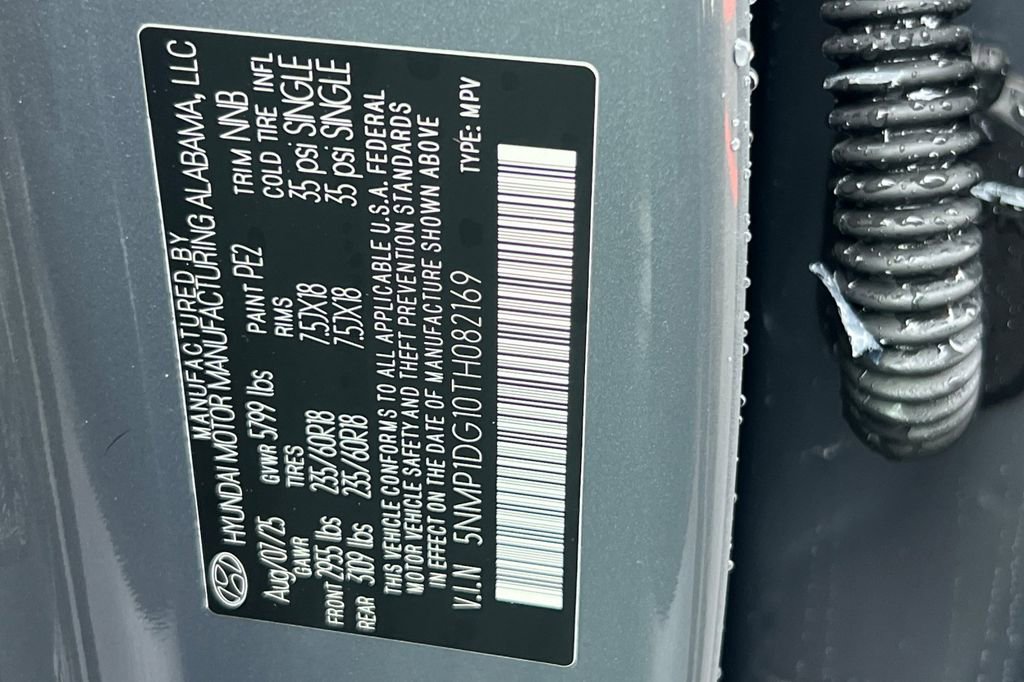 MANUFACTURED BY
HYUNDAI MOTOR MANUFACTURING ALABAMA, LLC
Aug/07/25 GVWR 5799 lbs PAINT PE2 TRIM NNB
GAWR TIRES RIMS COLD TIRE INFL
FRONT 2955 lbs 235/60R18 7.5JX18 35 psi SINGLE
REAR 3109 lbs 235/60R18 7.5JX18 35 psi SINGLE
THIS VEHICLE CONFORMS TO ALL APPLICABLE U.S.A. FEDERAL
MOTOR VEHICLE SAFETY AND THEFT PREVENTION STANDARDS
IN EFFECT ON THE DATE OF MANUFACTURE SHOWN ABOVE
V.I.N 5NMP1DG10TH082169 TYPE: MPV